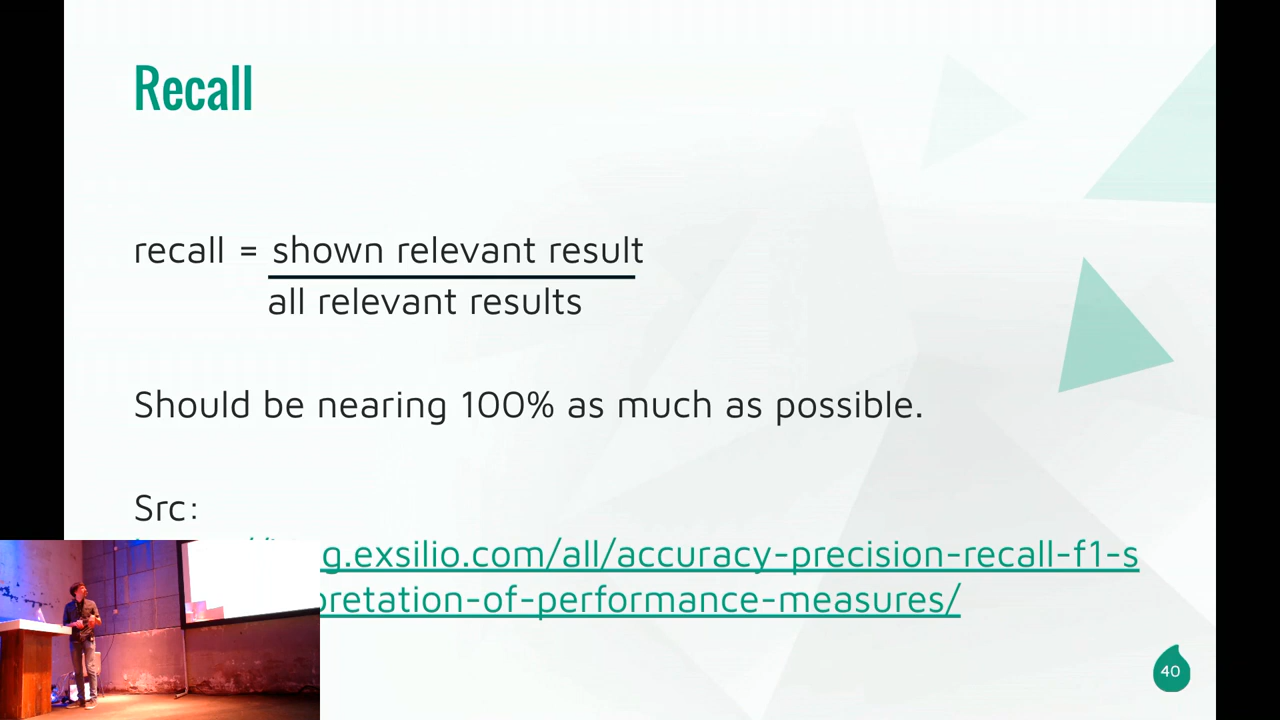 Recall
recall = shown relevant result
all relevant results
Should be nearing 100% as much as possible.
Src:
g.exsilio.com/all/accuracy-precision-recall-f1-s
pretation-of-performance-measures/
40